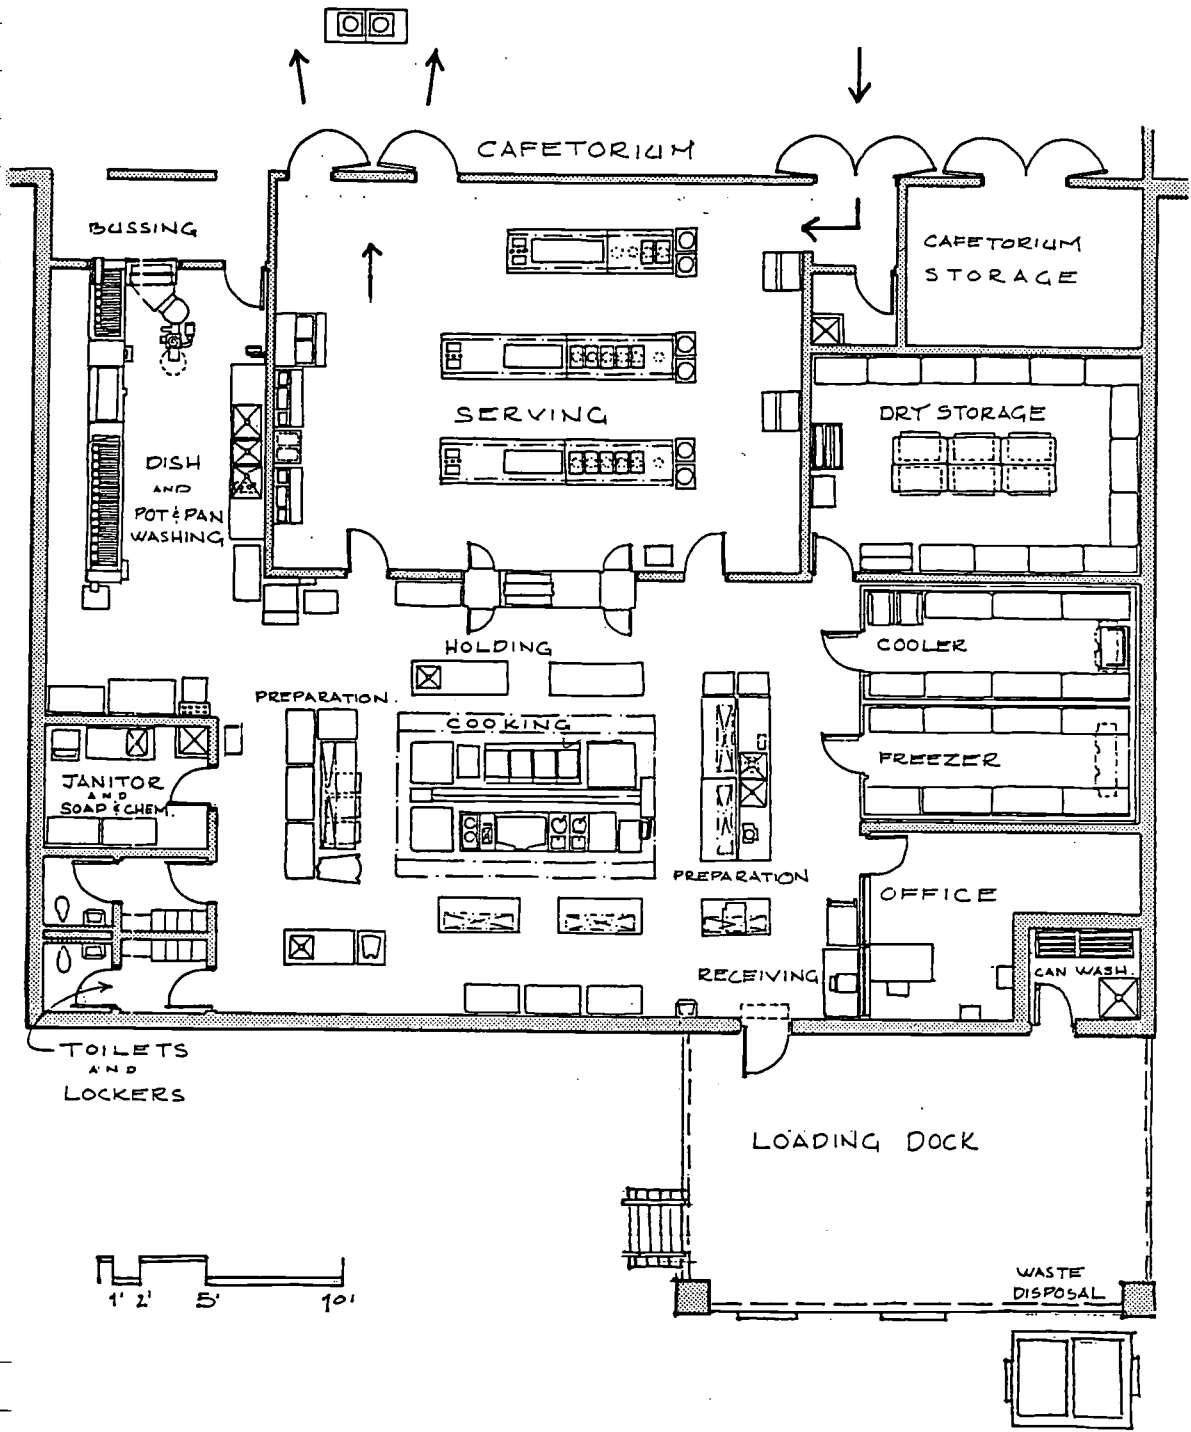 CAFETORIUM
BUSSING
CAFETORIUM
STORAGE
SERVING
DRY STORAGE
DISH
AND
POT & PAN
WASHING
HOLDING
COOLER
PREPARATION.
COOKING
FREEZER
JANITOR
AND
SOAP & CHEM.
PREPARATION
OFFICE
RECEIVING
CAN WASH.
TOILETS
AND
LOCKERS
LOADING DOCK
1' 2' 5' 10'
WASTE
DISPOSAL